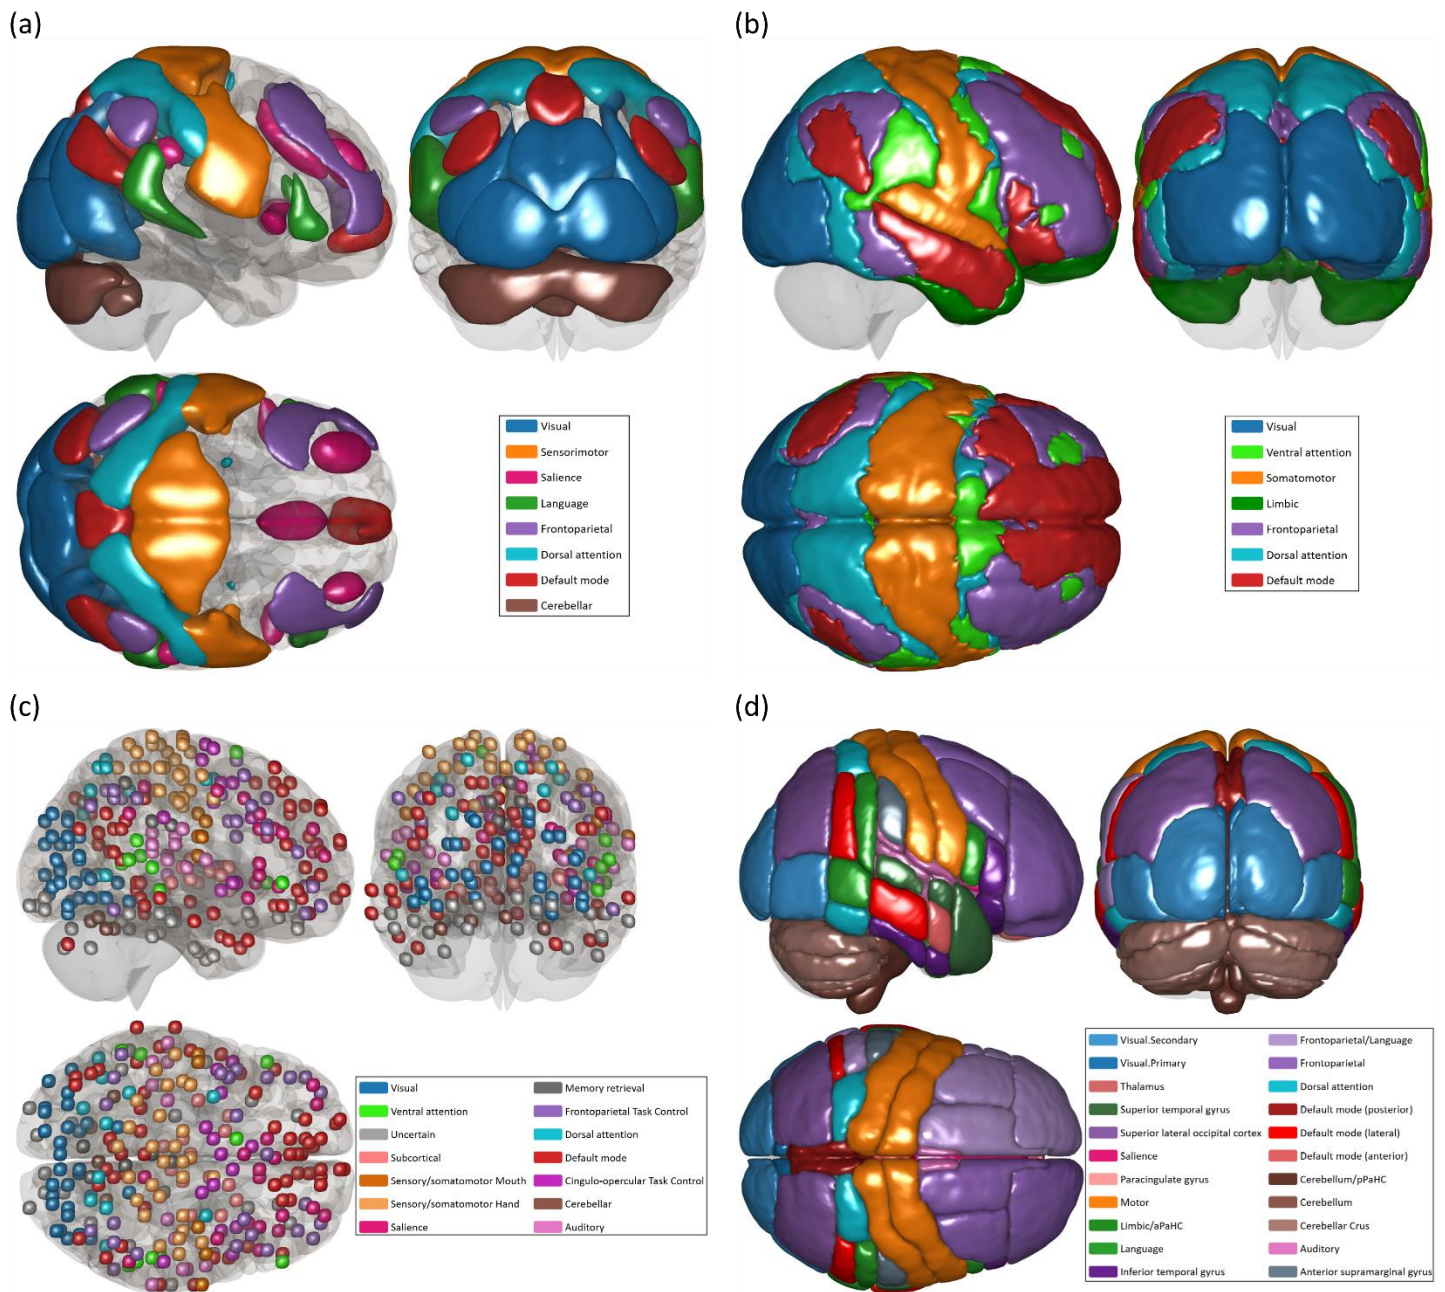 (a)
(b)
Visual
Sensorimotor
Salience
Language
Frontoparietal
Dorsal attention
Default mode
Cerebellar
Visual
Ventral attention
Somatomotor
Limbic
Frontoparietal
Dorsal attention
Default mode
(c)
(d)
Visual
Ventral attention
Uncertain
Subcortical
Sensory/somatomotor Mouth
Sensory/somatomotor Hand
Salience
Memory retrieval
Frontoparietal Task Control
Dorsal attention
Default mode
Cingulo-opercular Task Control
Cerebellar
Auditory
Visual.Secondary
Visual.Primary
Thalamus
Superior temporal gyrus
Superior lateral occipital cortex
Salience
Paracingulate gyrus
Motor
Limbic/aPaHC
Language
Inferior temporal gyrus
Frontoparietal/Language
Frontoparietal
Dorsal attention
Default mode (posterior)
Default mode (lateral)
Default mode (anterior)
Cerebellum/pPaHC
Cerebellum
Cerebellar Crus
Auditory
Anterior supramarginal gyrus